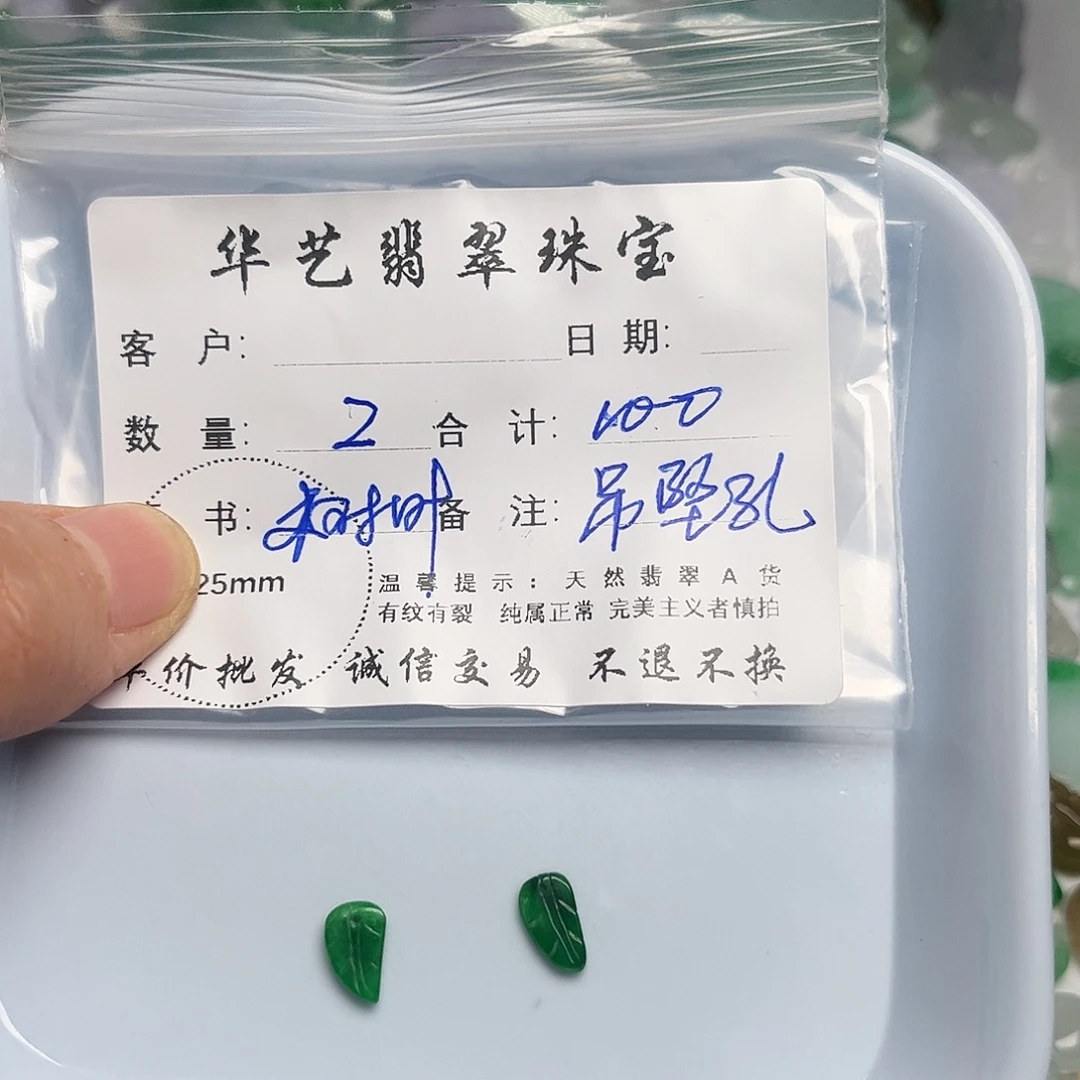 华艺翡翠珠宝
客 户: 日 期:
数 量: 2 合 计: 100
书: 树叶 备 注: 吊坠孔
25mm 温馨提示: 天然翡翠A货
有纹有裂 纯属正常 完美主义者慎拍
价批发 诚信交易 不退不换